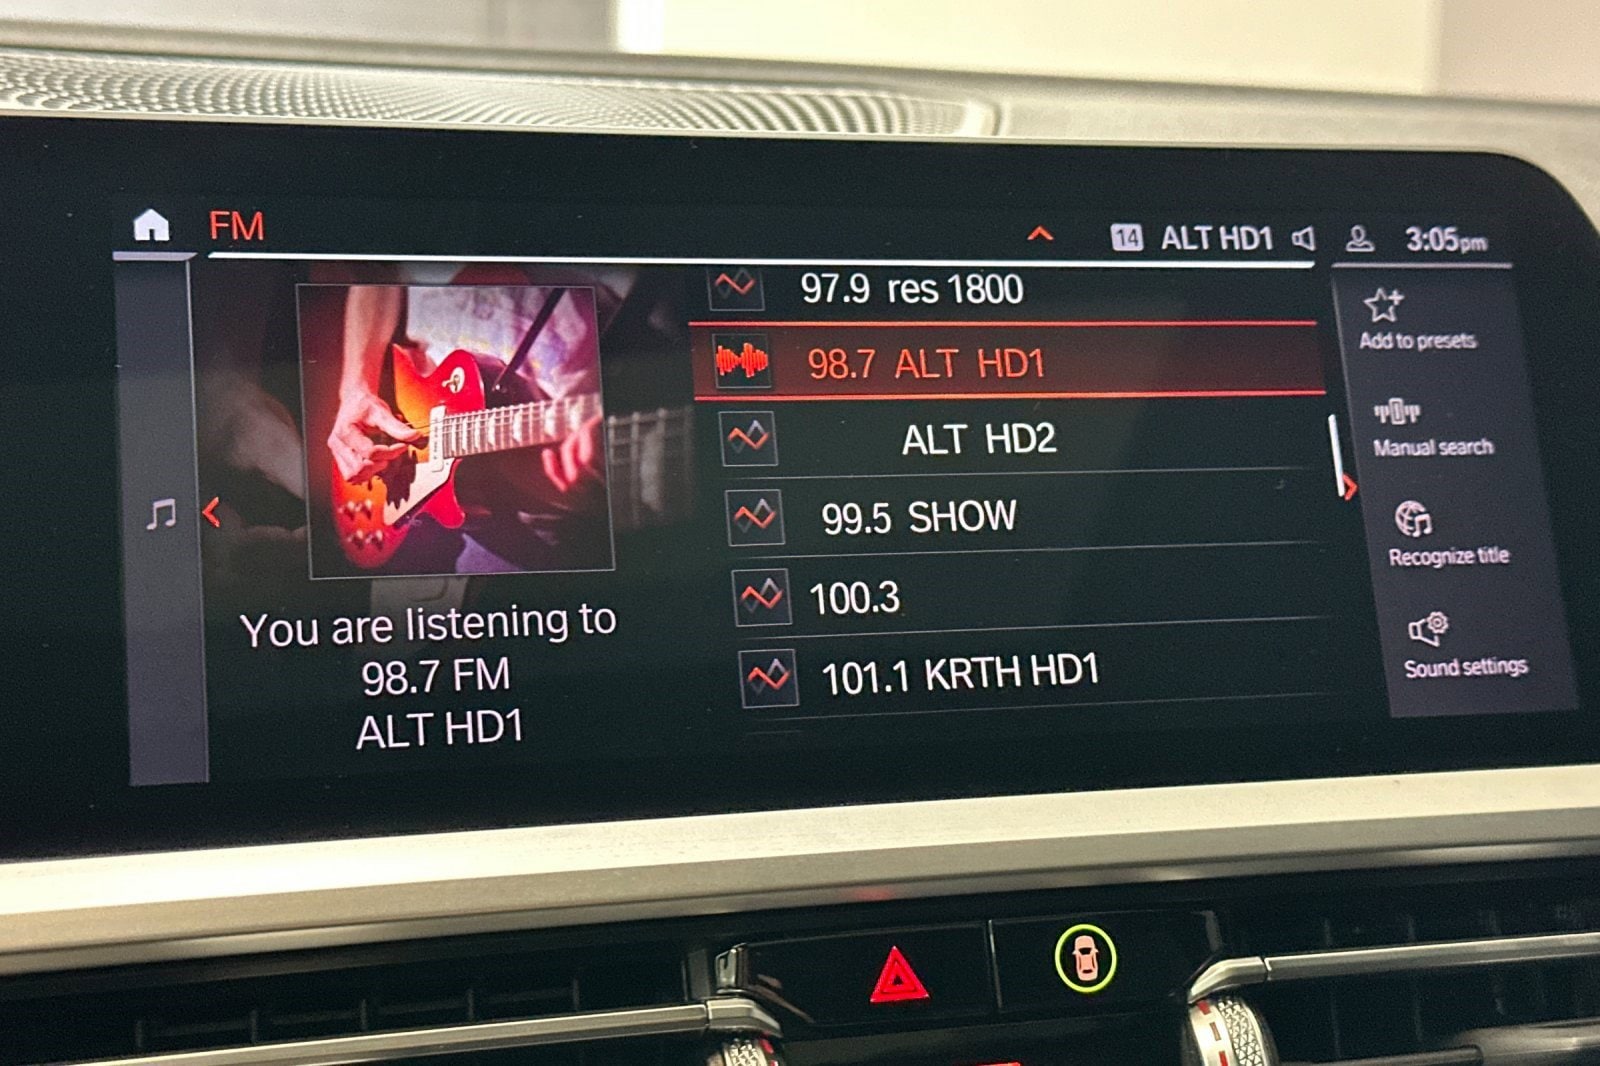 FM
14 ALT HD1 3:05pm
97.9 res 1800
98.7 ALT HD1
ALT HD2
99.5 SHOW
100.3
101.1 KRTH HD1
You are listening to
98.7 FM
ALT HD1
Add to presets
Manual search
Recognize title
Sound settings